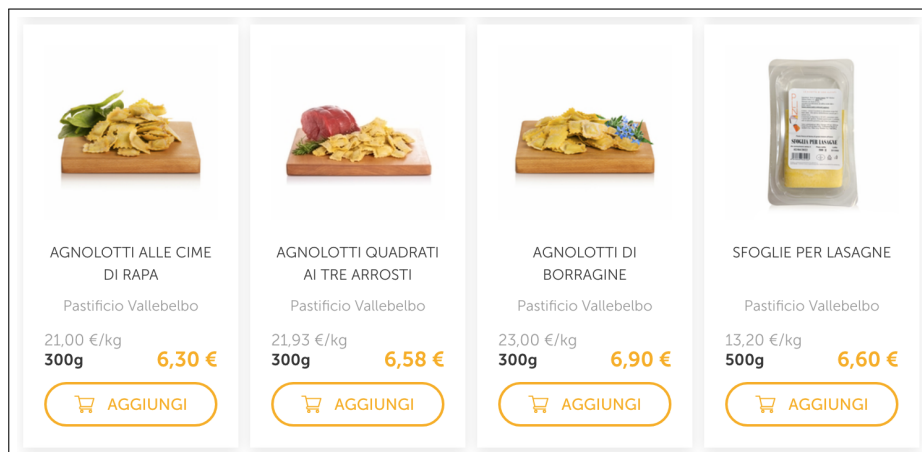 AGNOLOTTI ALLE CIME
DI RAPA
Pastificio Vallebelbo
21,00 €/kg
300g 6,30 €
AGGIUNGI
AGNOLOTTI QUADRATI
AI TRE ARROSTI
Pastificio Vallebelbo
21,93 €/kg
300g 6,58 €
AGGIUNGI
AGNOLOTTI DI
BORRAGINE
Pastificio Vallebelbo
23,00 €/kg
300g 6,90 €
AGGIUNGI
SFOGLIA PER LASAGNE
SFOGLIE PER LASAGNE
Pastificio Vallebelbo
13,20 €/kg
500g 6,60 €
AGGIUNGI